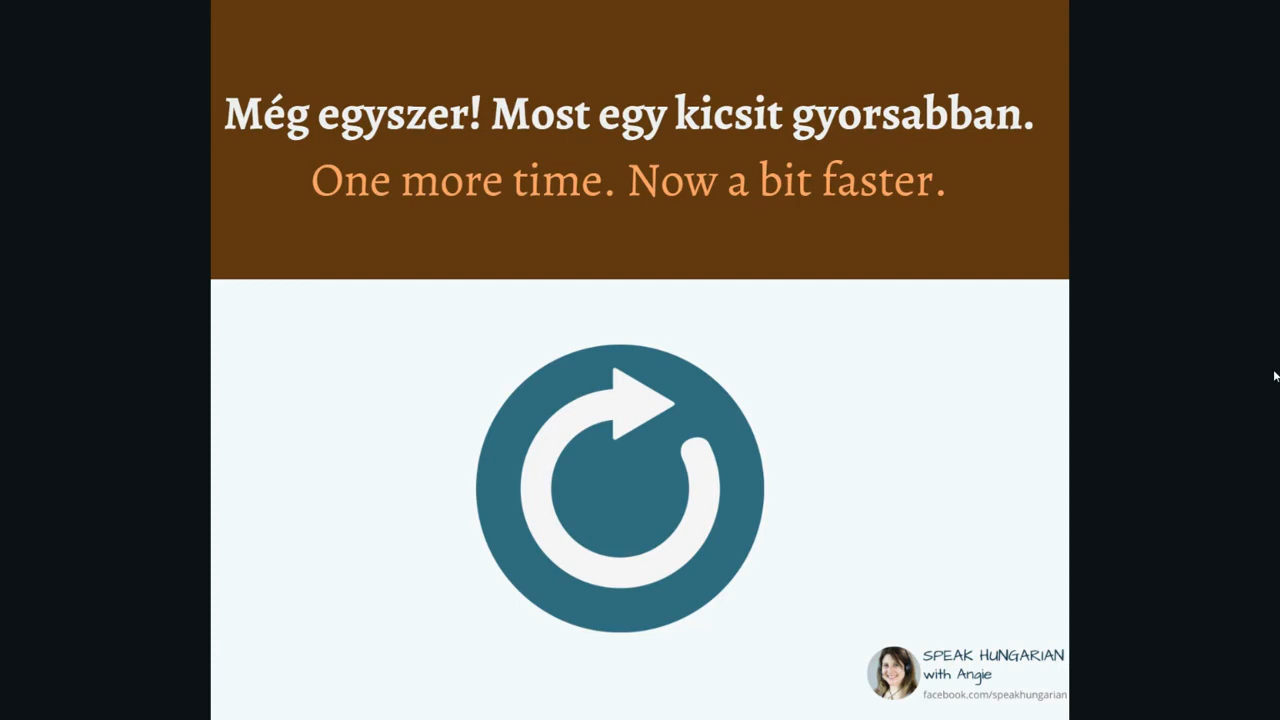 Még egyszer! Most egy kicsit gyorsabban.
One more time. Now a bit faster.
SPEAK HUNGARIAN
with Angie
facebook.com/speakhungarian